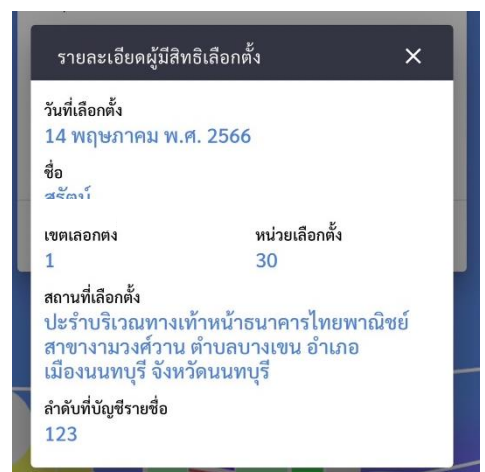 รายละเอียดผู้มีสิทธิเลือกตั้ง
วันที่เลือกตั้ง
14 พฤษภาคม พ.ศ. 2566
ชื่อ
สุรัตน์
เขตเลือกตั้ง หน่วยเลือกตั้ง
1 30
สถานที่เลือกตั้ง
ปะรำบริเวณทางเท้าหน้าธนาคารไทยพาณิชย์
สาขางามวงศ์วาน ตำบลบางเขน อำเภอ
เมืองนนทบุรี จังหวัดนนทบุรี
ลำดับที่บัญชีรายชื่อ
123